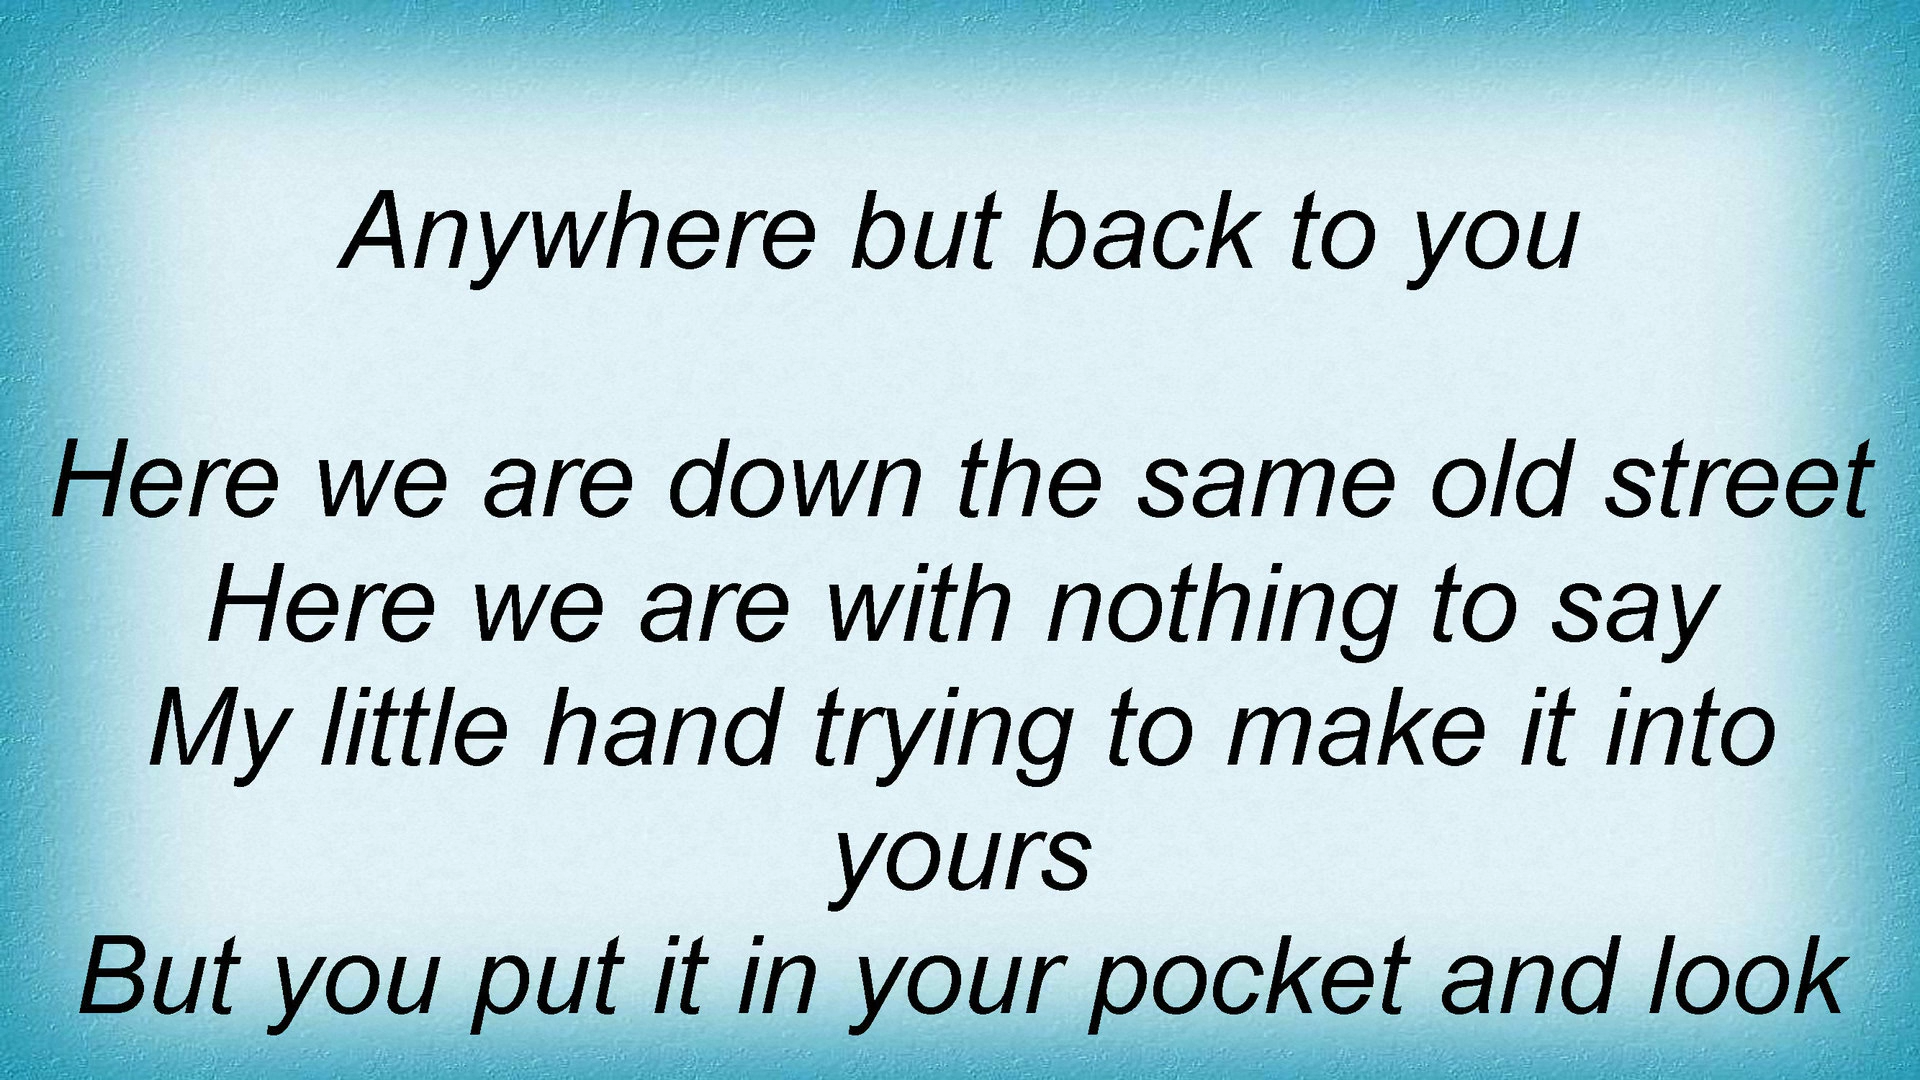 Anywhere but back to you
Here we are down the same old street
Here we are with nothing to say
My little hand trying to make it into
yours
But you put it in your pocket and look